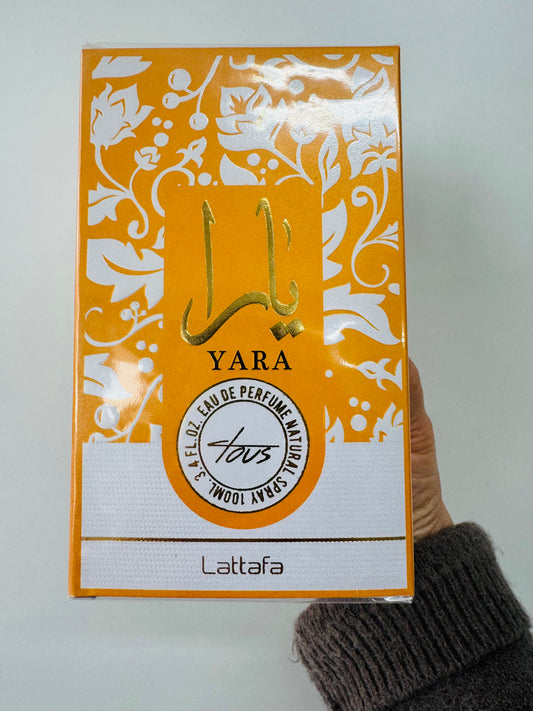 يارا
YARA
EAU DE PERFUME NATURAL SPRAY 100ML. 3.4 FL.OZ.
tous
Lattafa